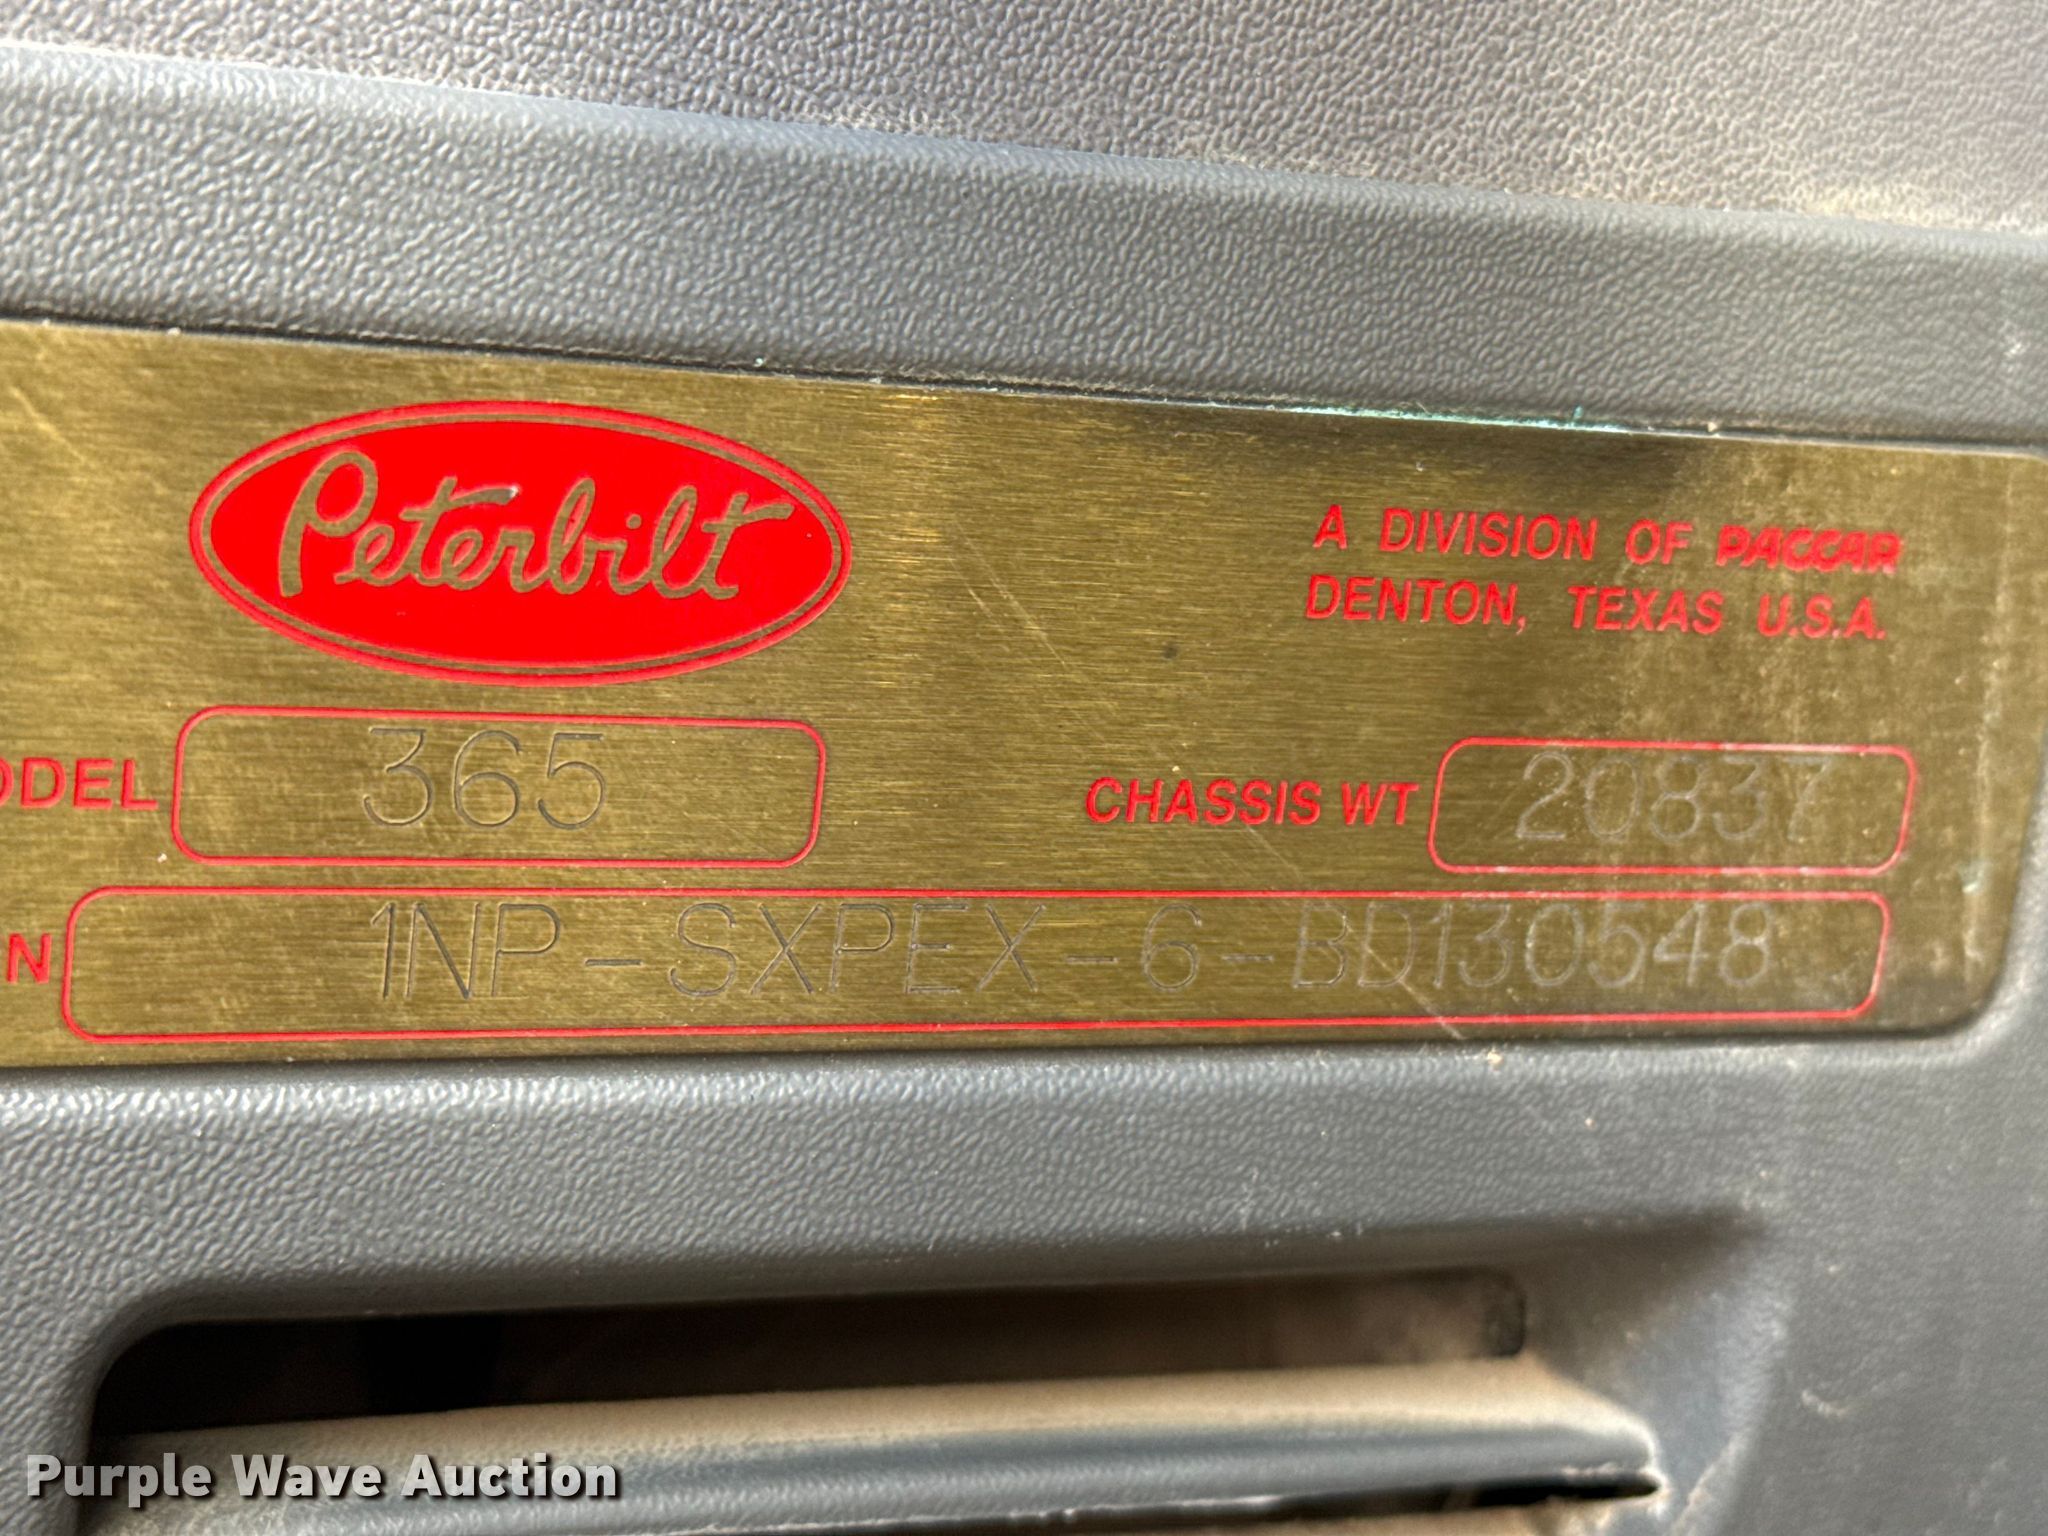 Peterbilt
A DIVISION OF PACCAR
DENTON, TEXAS U.S.A.
ODEL 365
CHASSIS WT 20837
N 1NP-SXPEX-6-BD130548
Purple Wave Auction